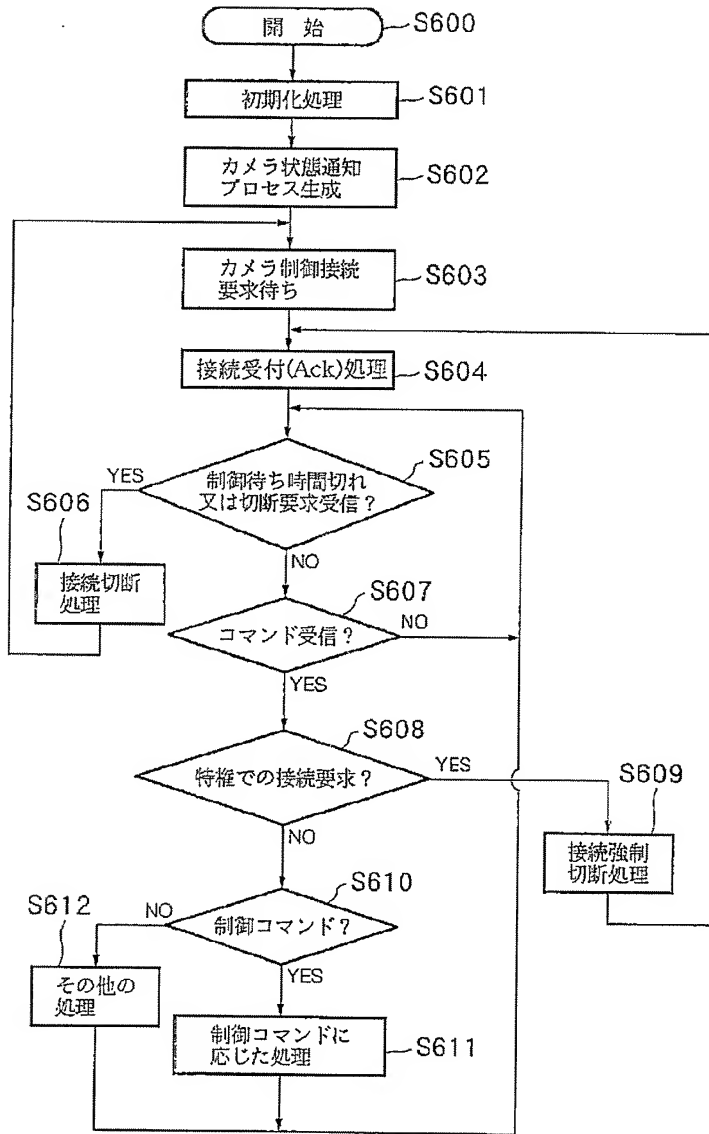 開 始
S600
初期化処理
S601
カメラ状態通知
プロセス生成
S602
カメラ制御接続
要求待ち
S603
接続受付(Ack)処理
S604
制御待ち時間切れ
又は切断要求受信?
S605
YES
NO
S606
接続切断
処理
コマンド受信?
S607
NO
YES
特権での接続要求?
S608
YES
NO
S609
接続強制
切断処理
制御コマンド?
S610
NO
YES
S612
その他の
処理
制御コマンドに
応じた処理
S611